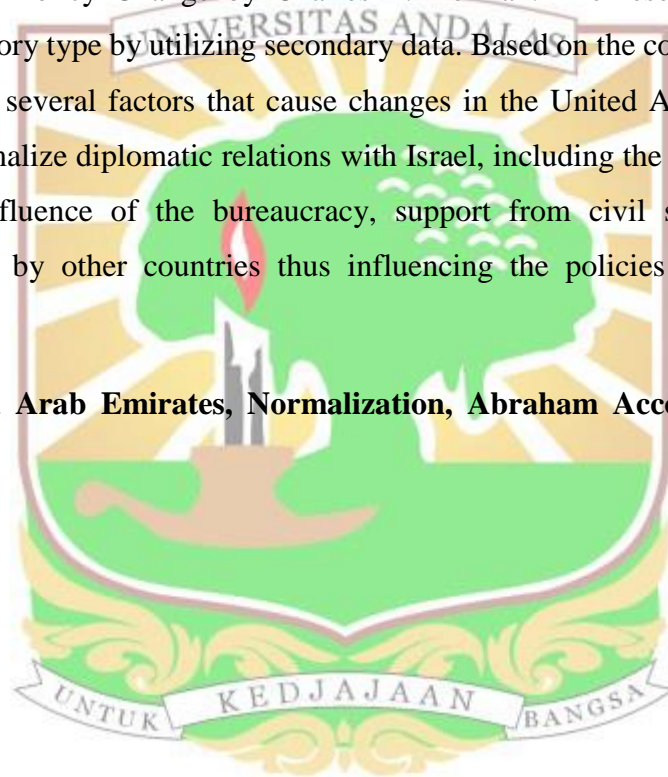 UNIVERSITAS ANDALAS
ory type by utilizing secondary data. Based on the co
several factors that cause changes in the United A
nalize diplomatic relations with Israel, including the
fluence of the bureaucracy, support from civil s
by other countries thus influencing the policies
Arab Emirates, Normalization, Abraham Acco
UNTUK KEDJAJAAN BANGSA